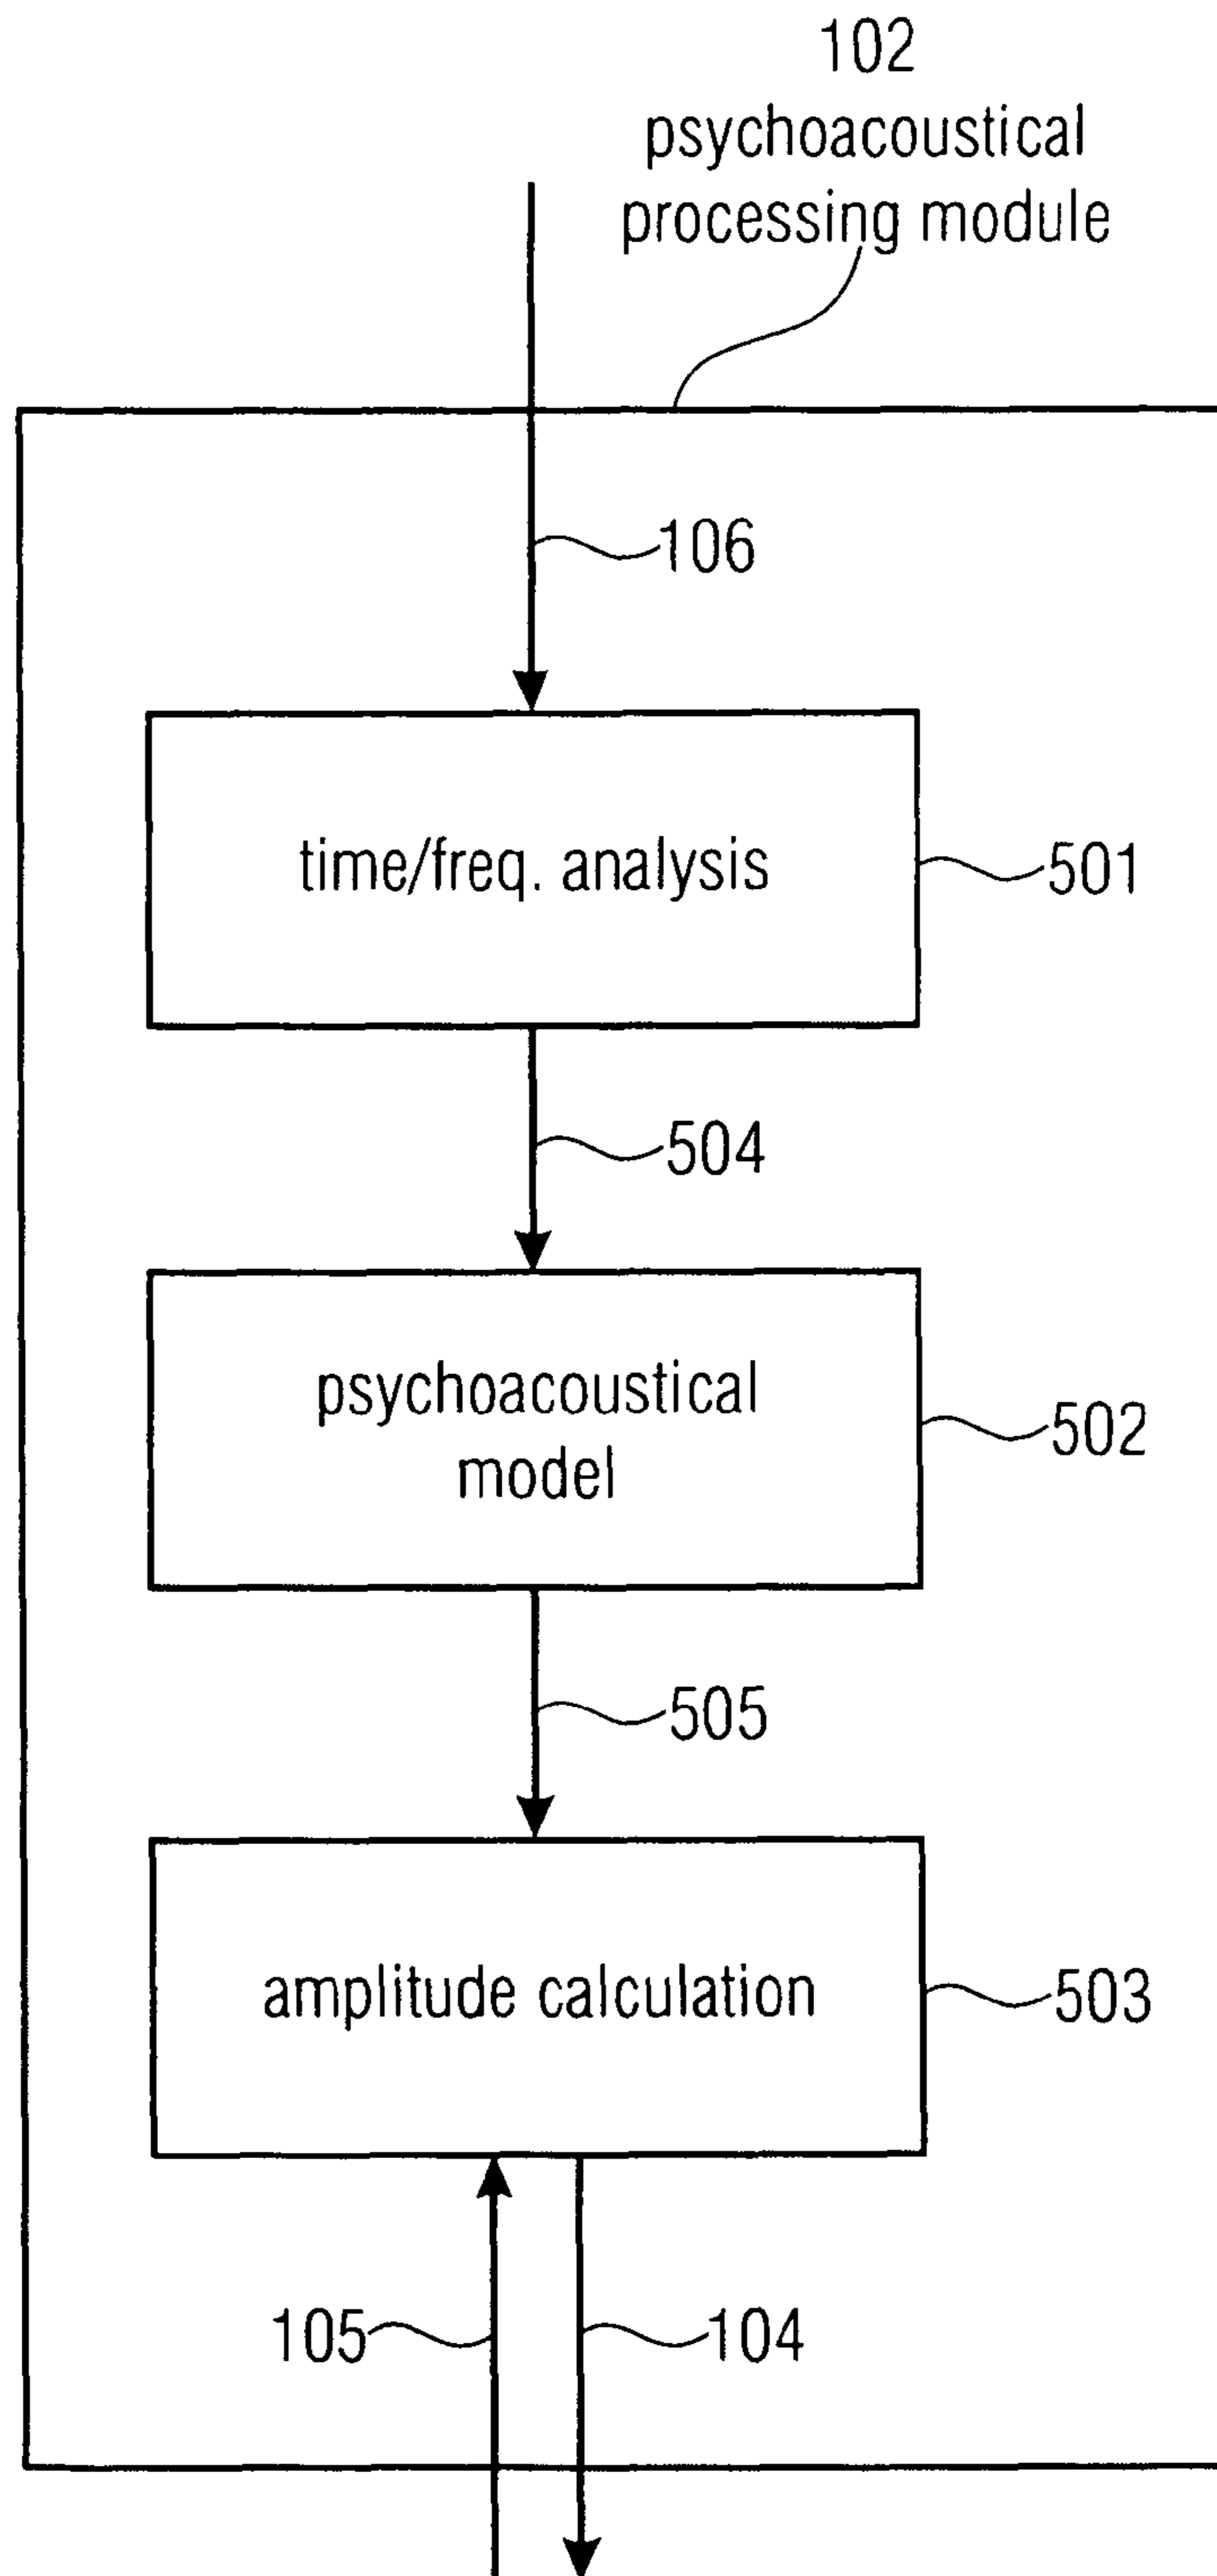 102
psychoacoustical
processing module
106
time/freq. analysis
501
504
psychoacoustical
model
502
505
amplitude calculation
503
105
104